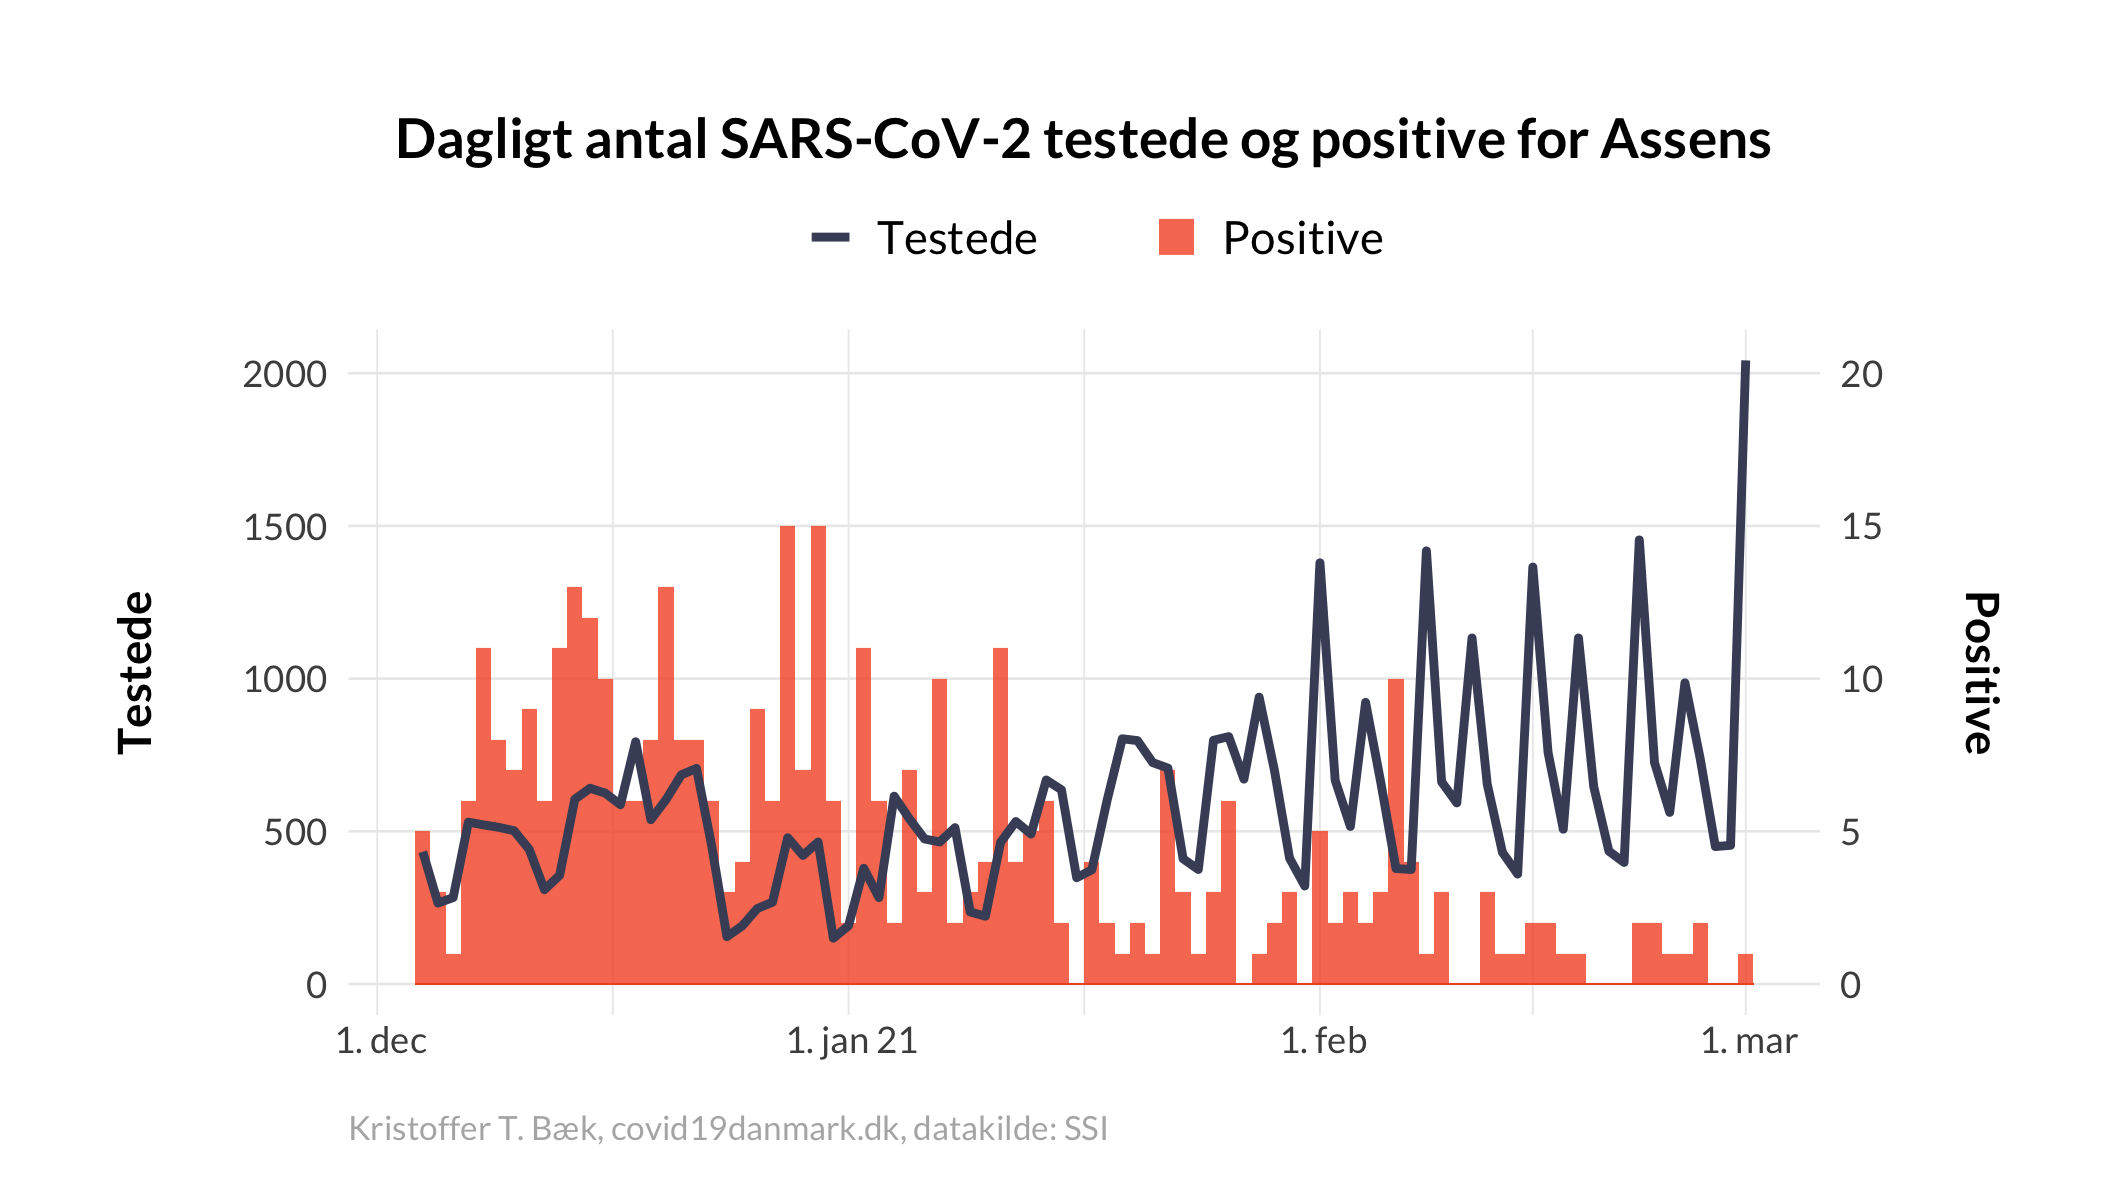 Dagligt antal SARS-CoV-2 testede og positive for Assens
Testede
Positive
2000
1500
1000
500
0
Testede
20
15
10
5
0
Positive
1. dec
1. jan 21
1. feb
1. mar
Kristoffer T. Bæk, covid19danmark.dk, datakilde: SSI